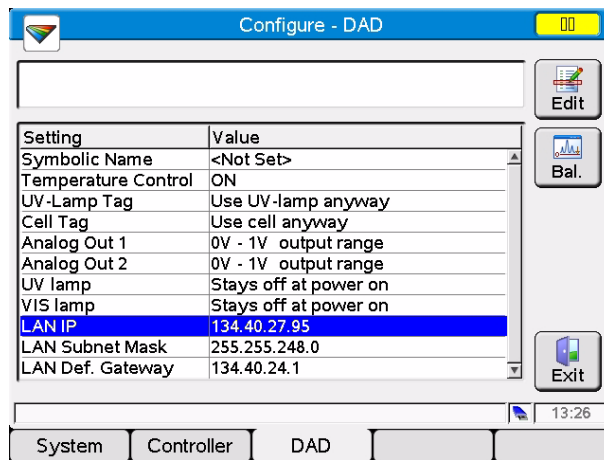 Configure - DAD
Edit
Setting Value
Symbolic Name <Not Set>
Temperature Control ON
UV-Lamp Tag Use UV-lamp anyway
Cell Tag Use cell anyway
Analog Out 1 0V - 1V output range
Analog Out 2 0V - 1V output range
UV lamp Stays off at power on
VIS lamp Stays off at power on
LAN IP 134.40.27.95
LAN Subnet Mask 255.255.248.0
LAN Def. Gateway 134.40.24.1
Bal.
Exit
13:26
System Controller DAD